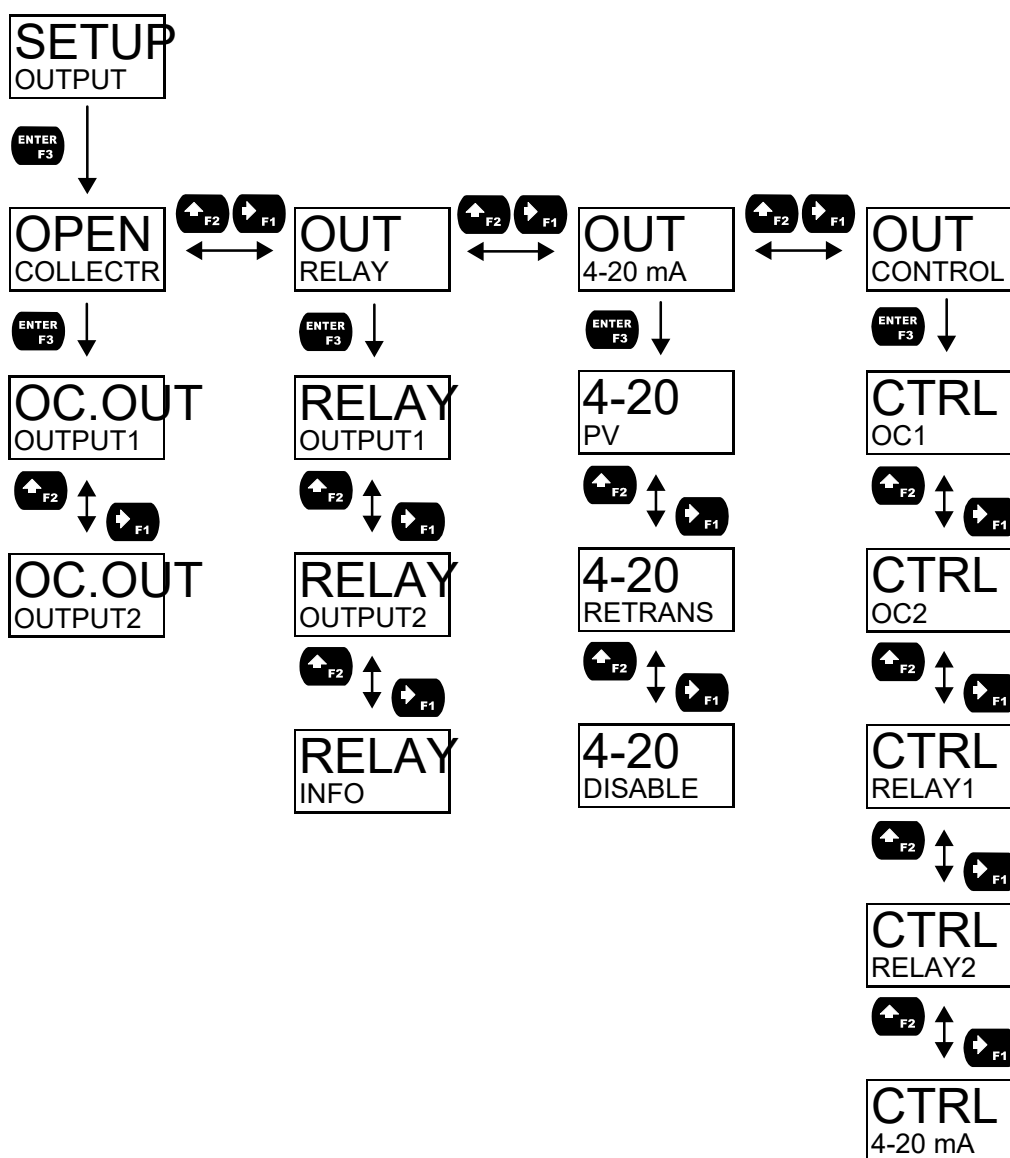 SETUP
OUTPUT
ENTER
F3
F2 F1
F2 F1
F2 F1
OPEN
COLLECTR
OUT
RELAY
OUT
4-20 mA
OUT
CONTROL
ENTER
F3
ENTER
F3
ENTER
F3
ENTER
F3
OC.OUT
OUTPUT1
RELAY
OUTPUT1
4-20
PV
CTRL
OC1
F2
F1
F2
F1
F2
F1
F2
F1
OC.OUT
OUTPUT2
RELAY
OUTPUT2
4-20
RETRANS
CTRL
OC2
F2
F1
F2
F1
F2
F1
RELAY
INFO
4-20
DISABLE
CTRL
RELAY1
F2
F1
CTRL
RELAY2
F2
F1
CTRL
4-20 mA